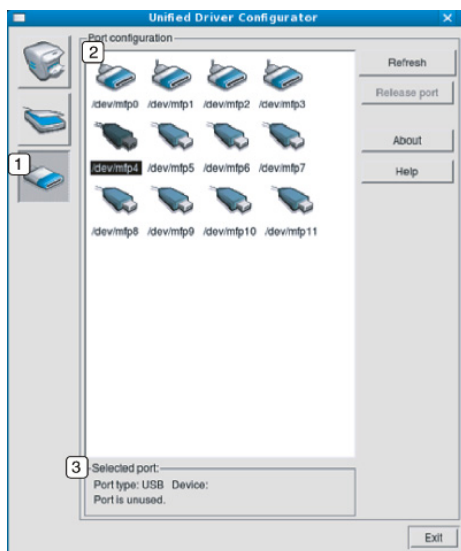 Unified Driver Configurator
Port configuration
2
/dev/mfp0 /dev/mfp1 /dev/mfp2 /dev/mfp3
Refresh
Release port
1
/dev/mfp4 /dev/mfp5 /dev/mfp6 /dev/mfp7
About
Help
/dev/mfp8 /dev/mfp9 /dev/mfp10 /dev/mfp11
3
Selected port:
Port type: USB Device:
Port is unused.
Exit